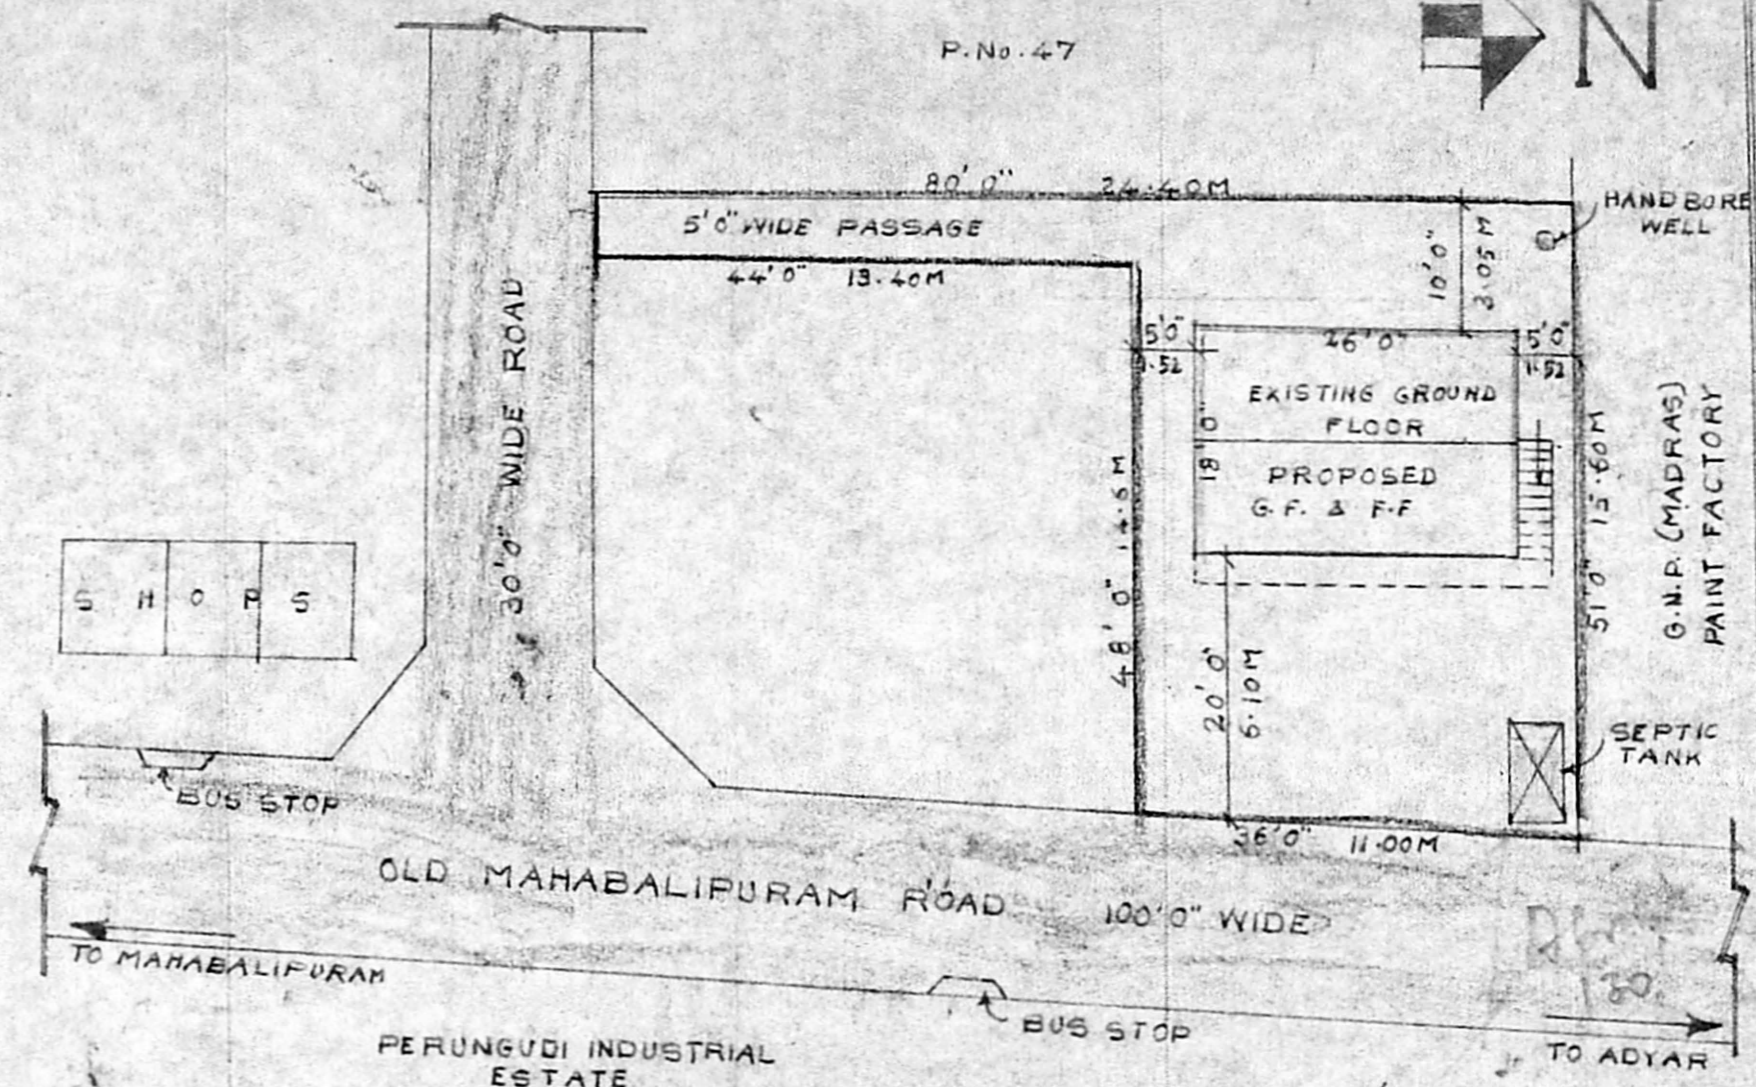 P.No.47
N
80'0" 24.40M
HAND BORE
WELL
5'0" WIDE PASSAGE
44'0" 13.40M
10'0"
3.05M
5'0"
1.52
26'0"
5'0"
1.52
EXISTING GROUND
FLOOR
18'0"
PROPOSED
G.F. & F.F
30'0" WIDE ROAD
48'0" 14.6M
51'0" 15.60M
G.N.P. (MADRAS)
PAINT FACTORY
SHOPS
20'0"
6.10M
SEPTIC
TANK
BUS STOP
36'0" 11.00M
OLD MAHABALIPURAM ROAD 100'0" WIDE
TO MAHABALIPURAM
BUS STOP
TO ADYAR
PERUNGUDI INDUSTRIAL
ESTATE